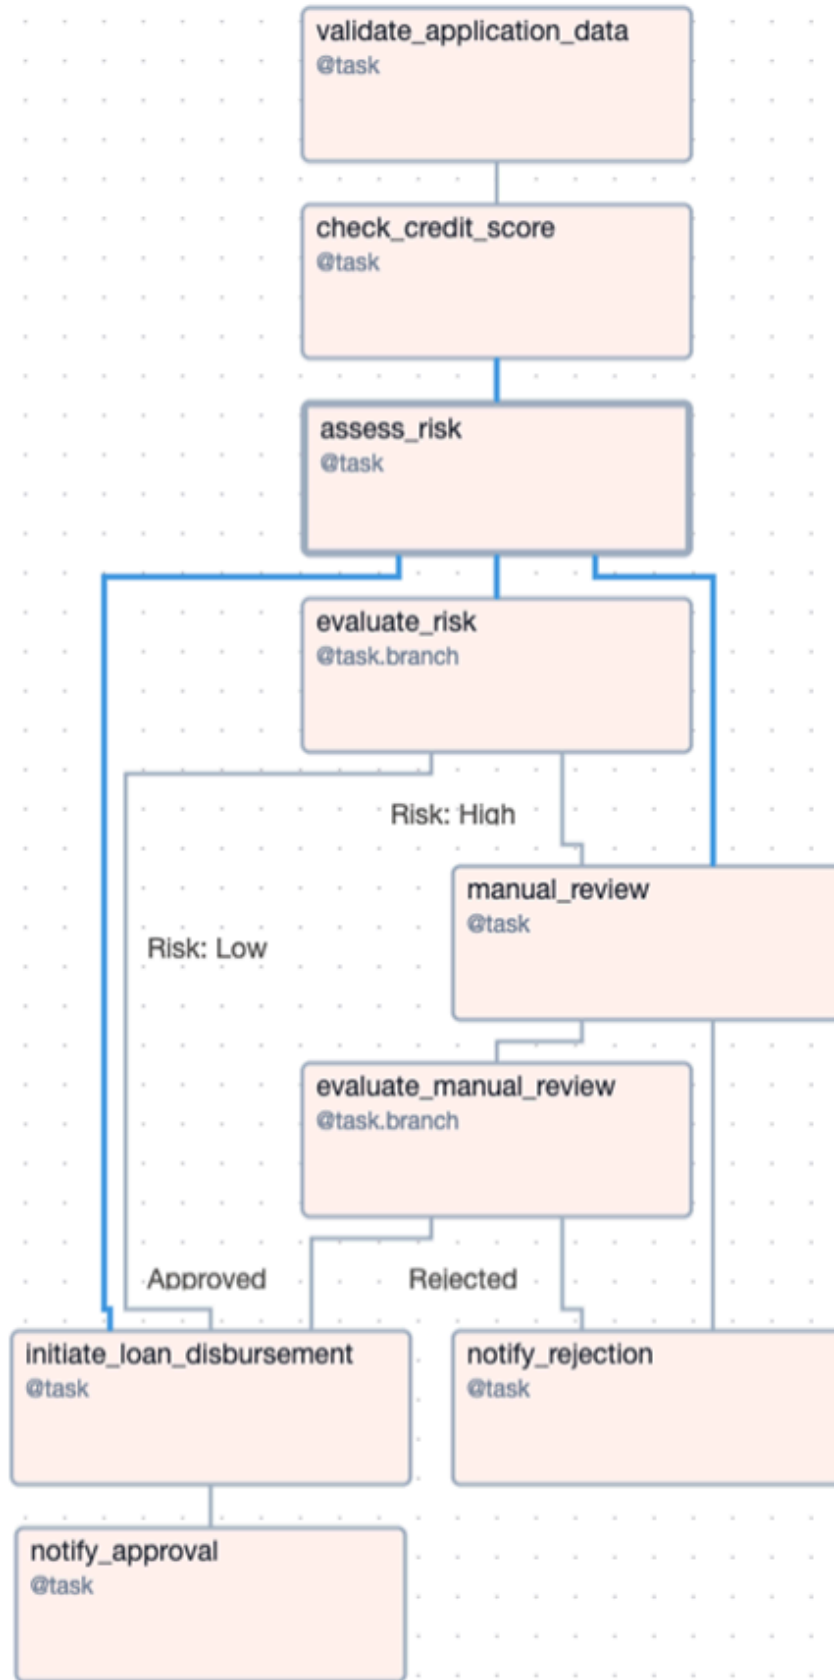 validate_application_data
@task
check_credit_score
@task
assess_risk
@task
evaluate_risk
@task.branch
Risk: High
manual_review
@task
Risk: Low
evaluate_manual_review
@task.branch
Approved
Rejected
initiate_loan_disbursement
@task
notify_rejection
@task
notify_approval
@task